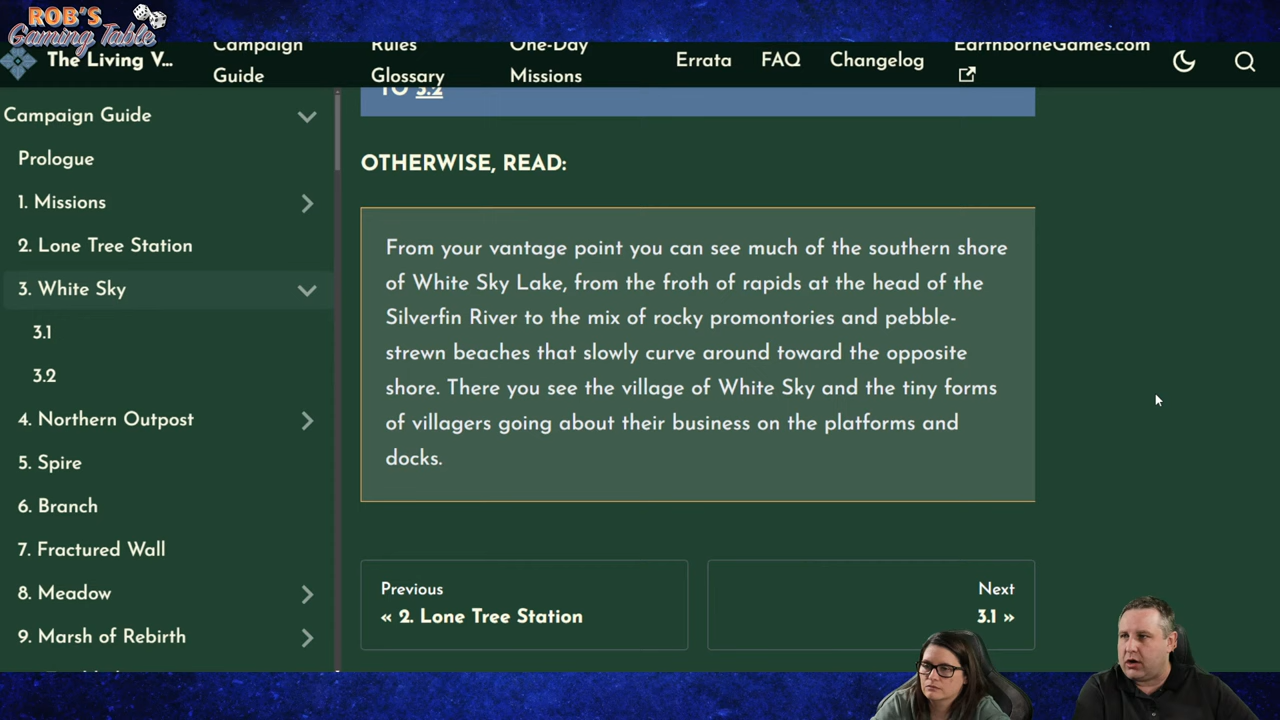 ROB'S
Gaming Table
The Living V...
Campaign
Guide
Rules
Glossary
One-Day
Missions
Errata
FAQ
Changelog
EarthborneGames.com
Campaign Guide
Prologue
1. Missions
2. Lone Tree Station
3. White Sky
3.1
3.2
4. Northern Outpost
5. Spire
6. Branch
7. Fractured Wall
8. Meadow
9. Marsh of Rebirth
TO 3.2
OTHERWISE, READ:
From your vantage point you can see much of the southern shore
of White Sky Lake, from the froth of rapids at the head of the
Silverfin River to the mix of rocky promontories and pebble-
strewn beaches that slowly curve around toward the opposite
shore. There you see the village of White Sky and the tiny forms
of villagers going about their business on the platforms and
docks.
Previous
« 2. Lone Tree Station
Next
3.1 »